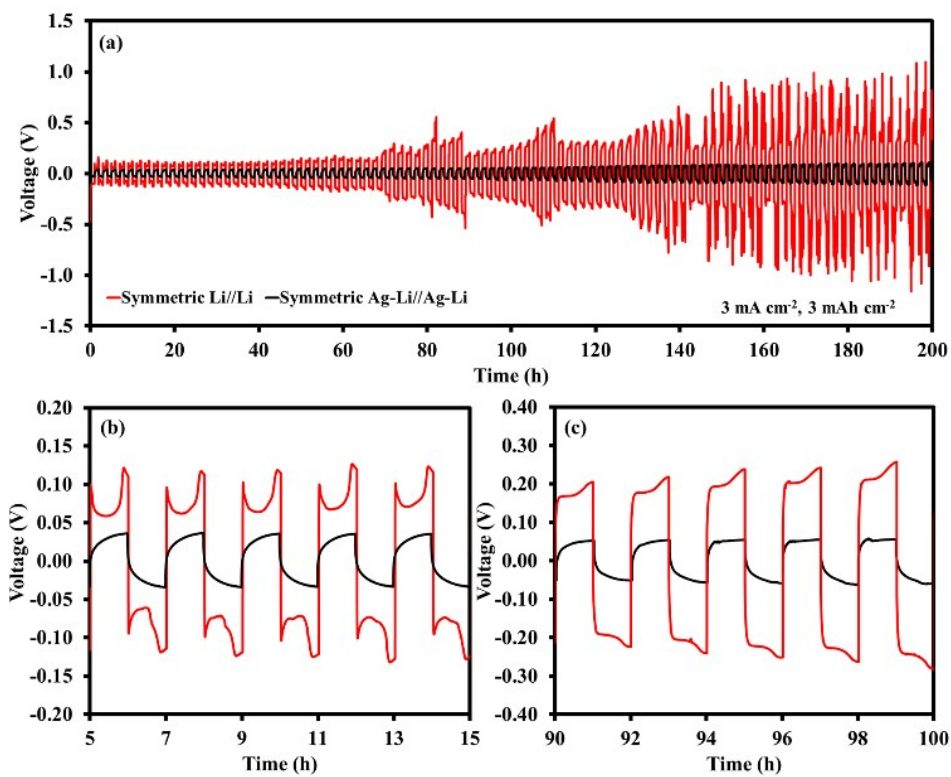 1.5
(a)
1.0
0.5
0.0
-0.5
-1.0
-1.5
Voltage (V)
Symmetric Li//Li
Symmetric Ag-Li//Ag-Li
3 mA cm-2, 3 mAh cm-2
0 20 40 60 80 100 120 140 160 180 200
Time (h)
0.20
(b)
0.15
0.10
0.05
0.00
-0.05
-0.10
-0.15
-0.20
Voltage (V)
5 7 9 11 13 15
Time (h)
0.40
(c)
0.30
0.20
0.10
0.00
-0.10
-0.20
-0.30
-0.40
Voltage (V)
90 92 94 96 98 100
Time (h)